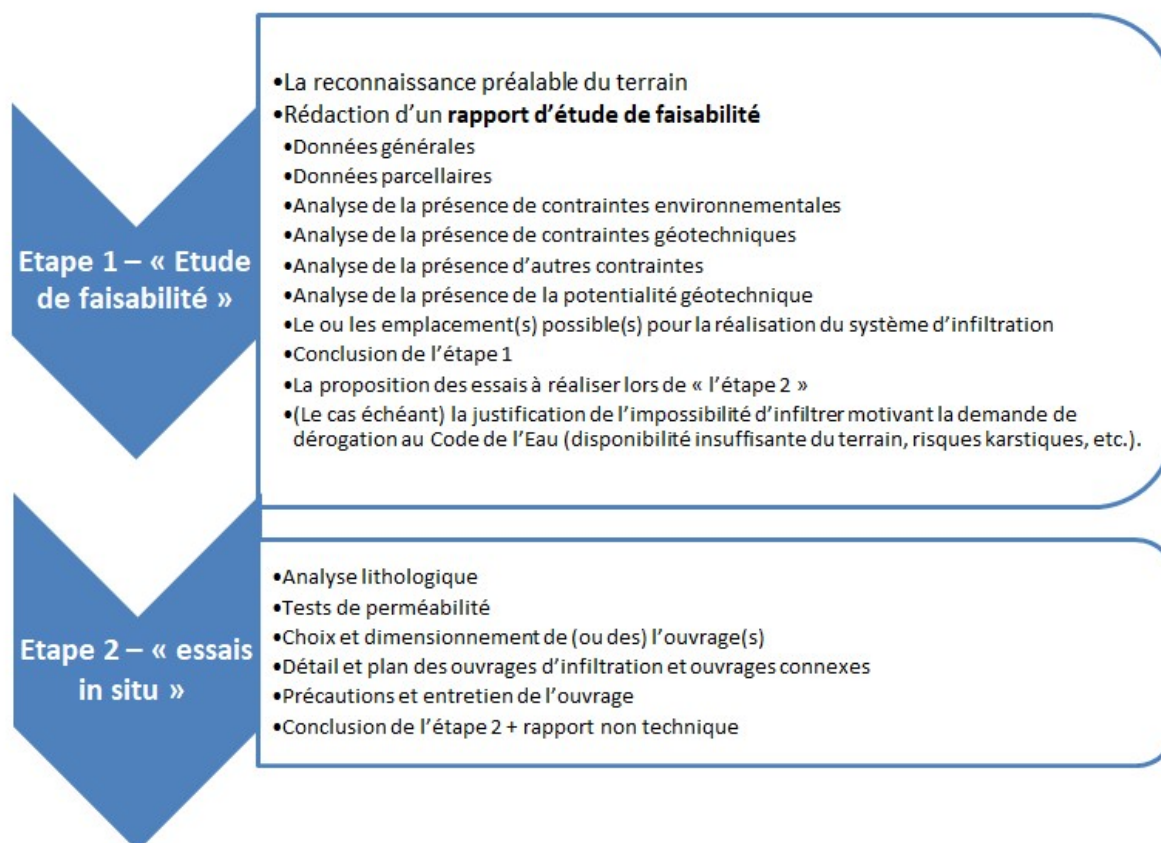 Etape 1 – « Etude
de faisabilité »
•La reconnaissance préalable du terrain
•Rédaction d’un rapport d’étude de faisabilité
•Données générales
•Données parcellaires
•Analyse de la présence de contraintes environnementales
•Analyse de la présence de contraintes géotechniques
•Analyse de la présence d’autres contraintes
•Analyse de la présence de la potentialité géotechnique
•Le ou les emplacement(s) possible(s) pour la réalisation du système d’infiltration
•Conclusion de l’étape 1
•La proposition des essais à réaliser lors de « l’étape 2 »
•(Le cas échéant) la justification de l’impossibilité d’infiltrer motivant la demande de
dérogation au Code de l’Eau (disponibilité insuffisante du terrain, risques karstiques, etc.).
Etape 2 – « essais
in situ »
•Analyse lithologique
•Tests de perméabilité
•Choix et dimensionnement de (ou des) l’ouvrage(s)
•Détail et plan des ouvrages d’infiltration et ouvrages connexes
•Précautions et entretien de l’ouvrage
•Conclusion de l’étape 2 + rapport non technique